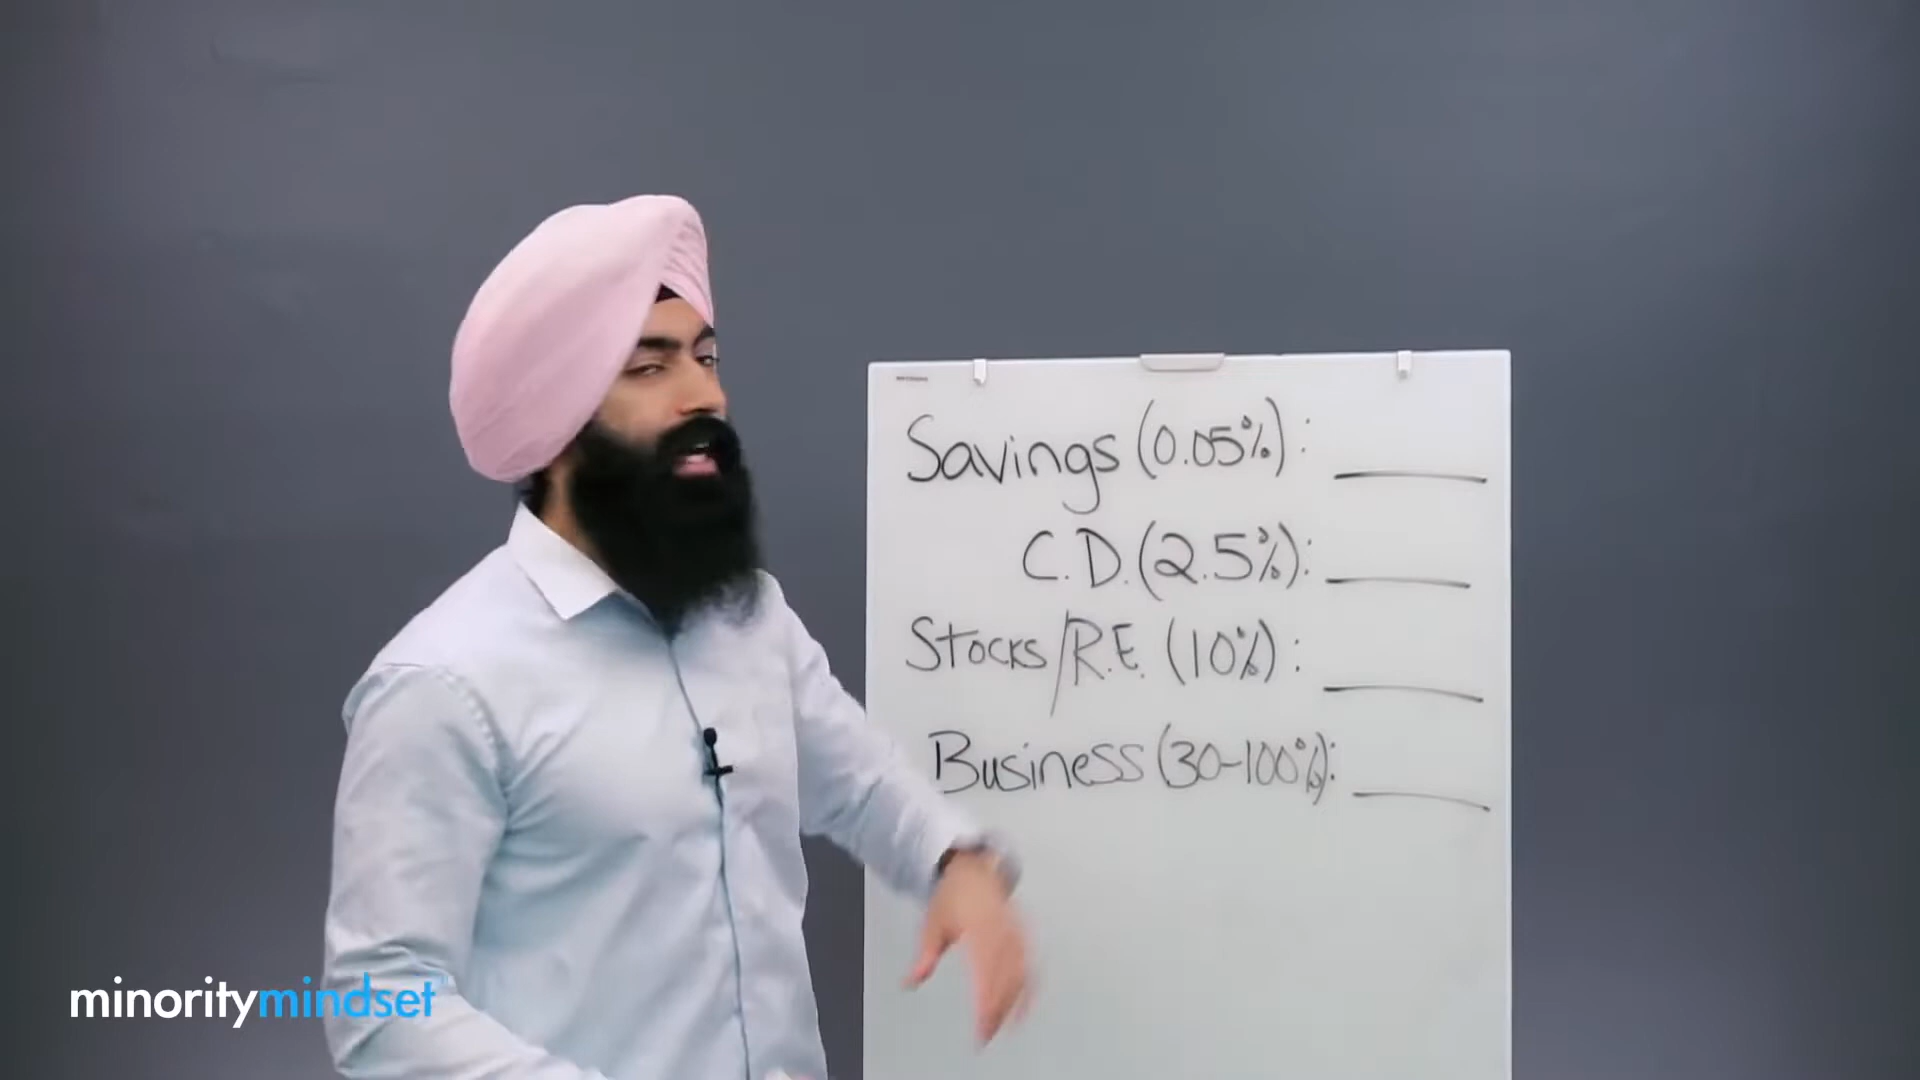 Savings (0.05%):
C.D. (2.5%):
Stocks/R.E. (10%):
Business (30-100%):
minoritymindset